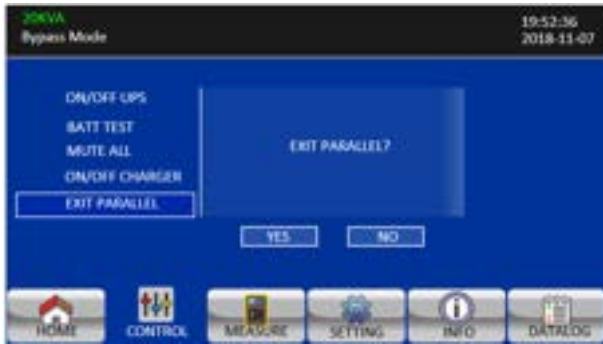 20KVA
Bypass Mode
19:52:36
2018-11-07
ON/OFF UPS
BATT TEST
MUTE ALL
ON/OFF CHARGER
EXIT PARALLEL
EXIT PARALLEL?
YES NO
HOME CONTROL MEASURE SETTING INFO DATALOG